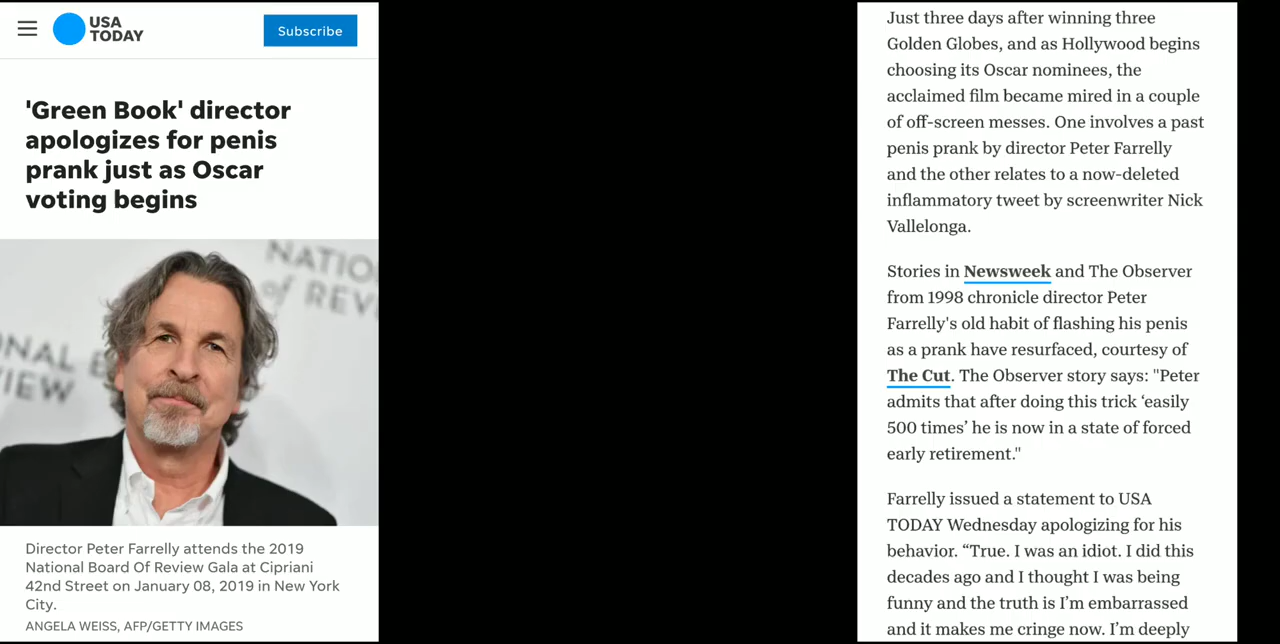 USA
TODAY
Subscribe
'Green Book' director
apologizes for penis
prank just as Oscar
voting begins
NATIO
of REV
NAL
VIEW
Director Peter Farrelly attends the 2019
National Board Of Review Gala at Cipriani
42nd Street on January 08, 2019 in New York
City.
ANGELA WEISS, AFP/GETTY IMAGES
Just three days after winning three
Golden Globes, and as Hollywood begins
choosing its Oscar nominees, the
acclaimed film became mired in a couple
of off-screen messes. One involves a past
penis prank by director Peter Farrelly
and the other relates to a now-deleted
inflammatory tweet by screenwriter Nick
Vallelonga.
Stories in Newsweek and The Observer
from 1998 chronicle director Peter
Farrelly's old habit of flashing his penis
as a prank have resurfaced, courtesy of
The Cut. The Observer story says: "Peter
admits that after doing this trick ‘easily
500 times’ he is now in a state of forced
early retirement."
Farrelly issued a statement to USA
TODAY Wednesday apologizing for his
behavior. “True. I was an idiot. I did this
decades ago and I thought I was being
funny and the truth is I’m embarrassed
and it makes me cringe now. I’m deeply